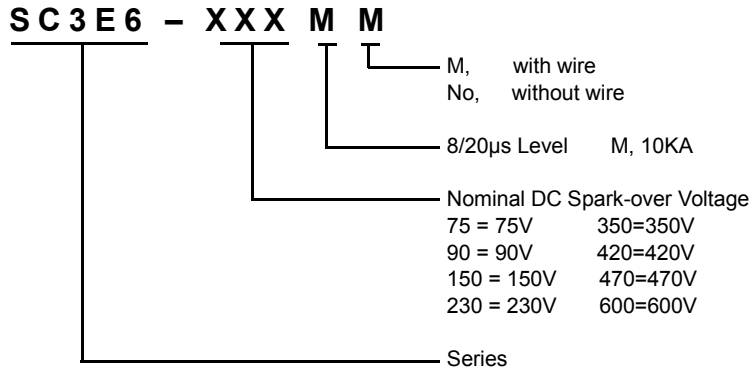 SC3E6 – XXX M M
M, with wire
No, without wire
8/20µs Level M, 10KA
Nominal DC Spark-over Voltage
75 = 75V 350=350V
90 = 90V 420=420V
150 = 150V 470=470V
230 = 230V 600=600V
Series